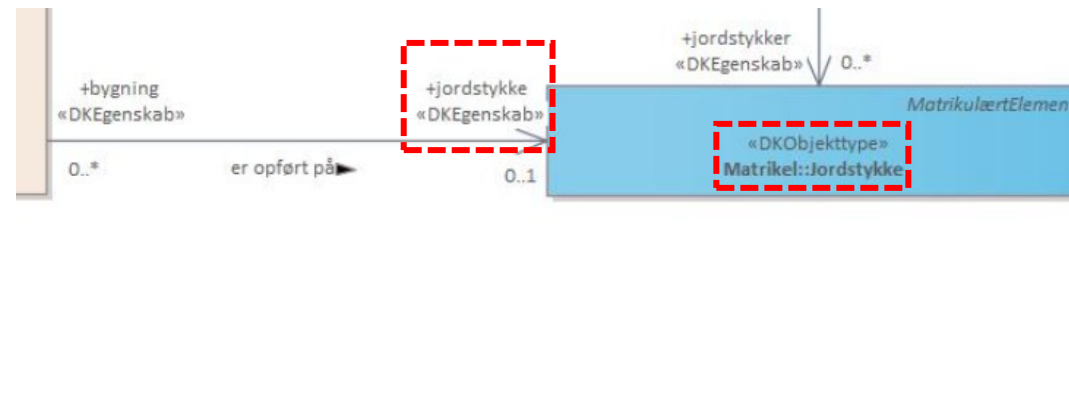 +jordstykker
«DKEgenskab»
0..*
+bygning
«DKEgenskab»
+jordstykke
«DKEgenskab»
MatrikulærtElemen
«DKObjekttype»
Matrikel::Jordstykke
0..*
er opført på
0..1